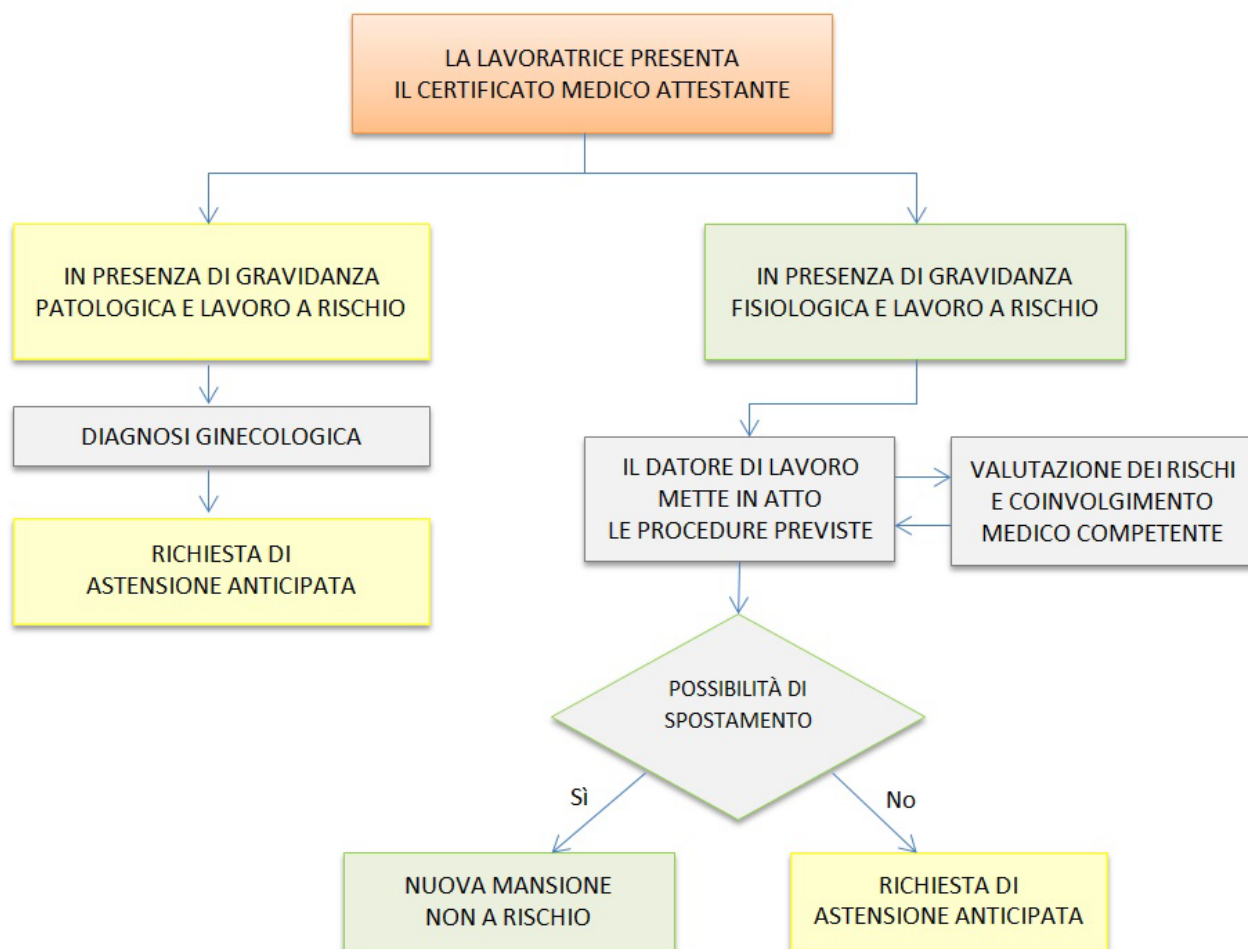 LA LAVORATRICE PRESENTA
IL CERTIFICATO MEDICO ATTESTANTE
IN PRESENZA DI GRAVIDANZA
PATOLOGICA E LAVORO A RISCHIO
IN PRESENZA DI GRAVIDANZA
FISIOLOGICA E LAVORO A RISCHIO
DIAGNOSI GINECOLOGICA
RICHIESTA DI
ASTENSIONE ANTICIPATA
IL DATORE DI LAVORO
METTE IN ATTO
LE PROCEDURE PREVISTE
VALUTAZIONE DEI RISCHI
E COINVOLGIMENTO
MEDICO COMPETENTE
POSSIBILITÀ DI
SPOSTAMENTO
Sì
No
NUOVA MANSIONE
NON A RISCHIO
RICHIESTA DI
ASTENSIONE ANTICIPATA